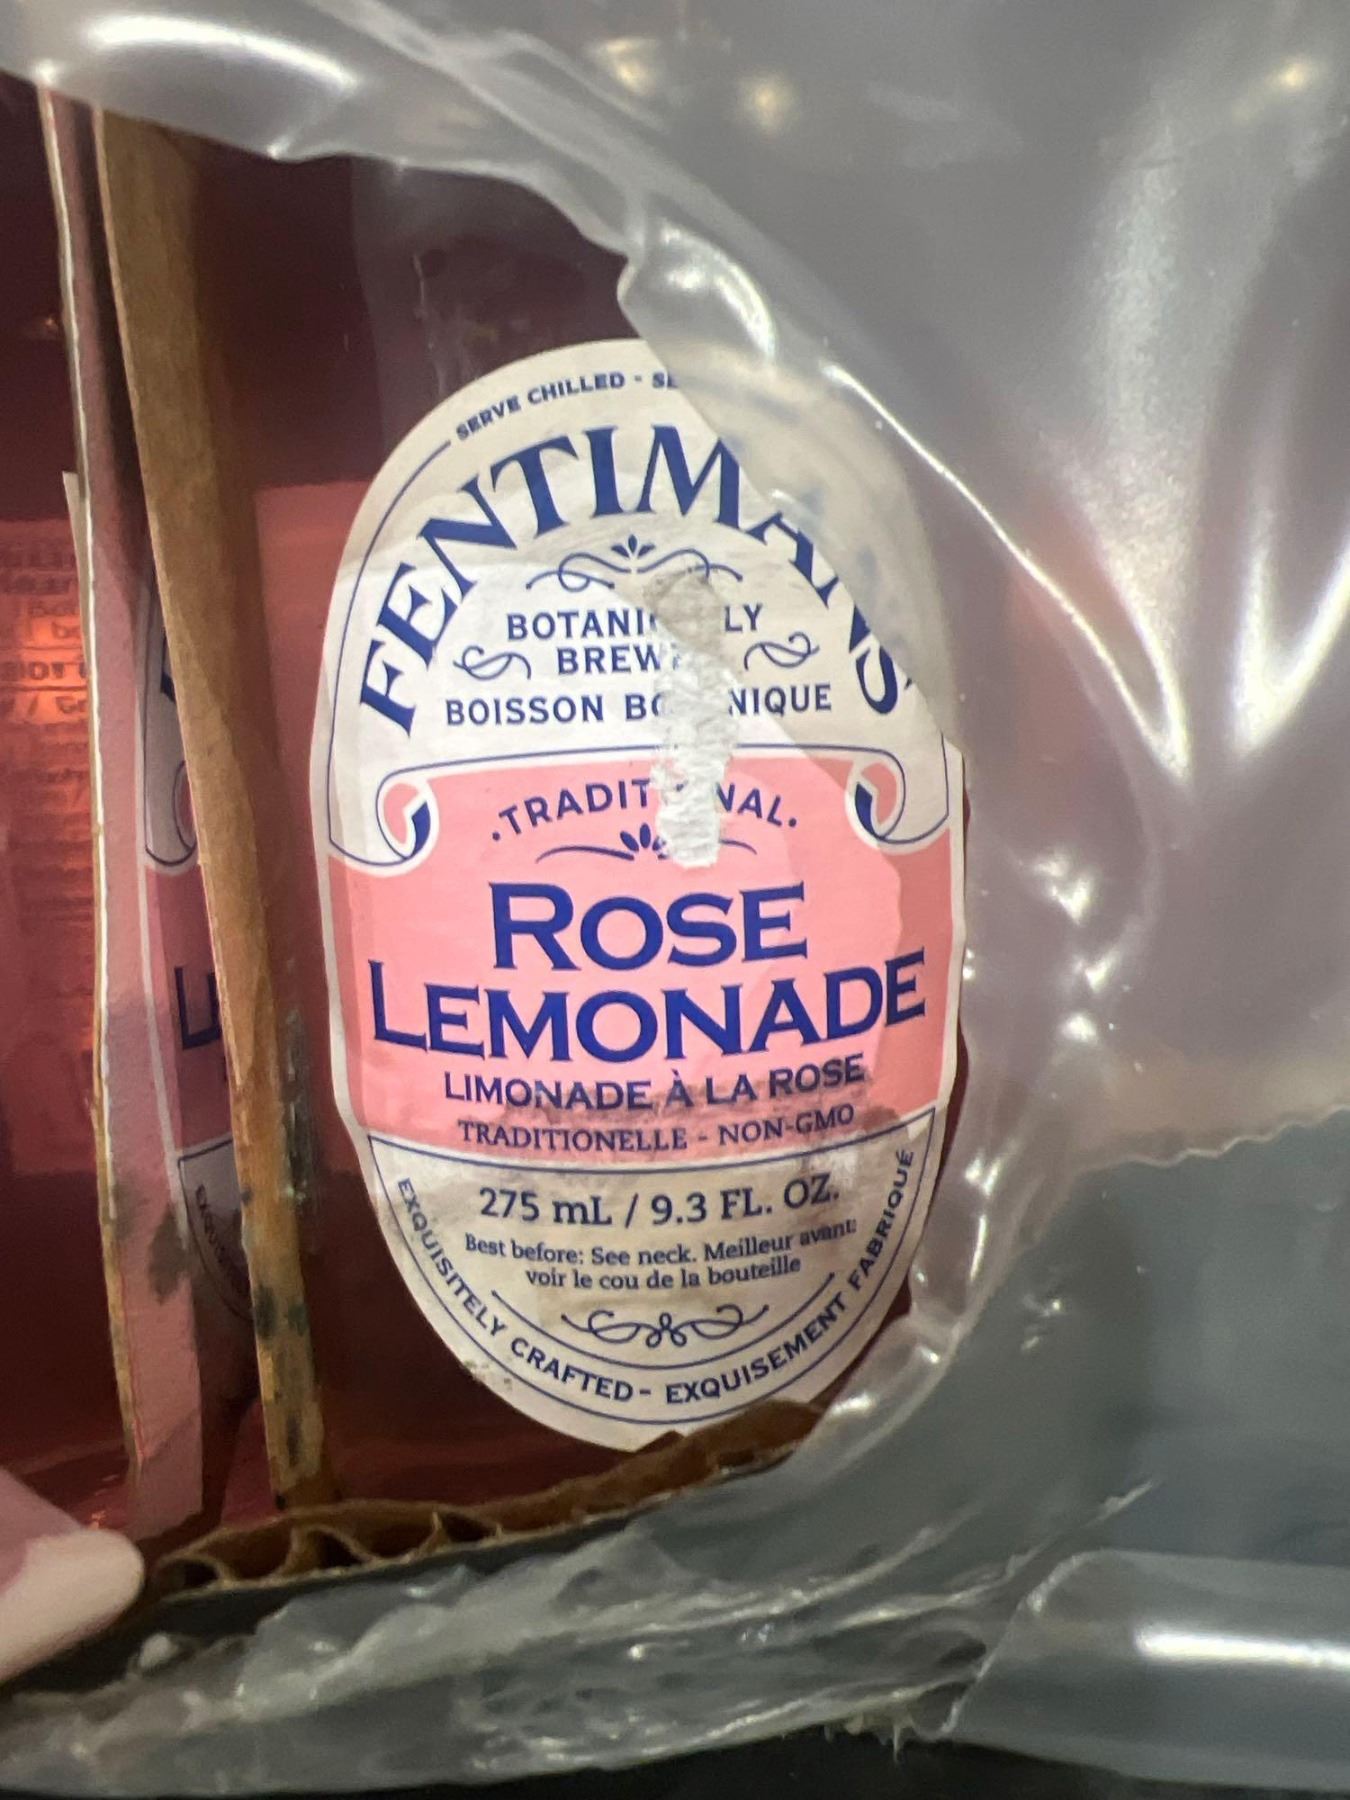 SERVE CHILLED -
FENTIMANS
BOTANI LY
BREW
BOISSON BO NIQUE
·TRADIT NAL·
ROSE
LEMONADE
LIMONADE À LA ROSE
TRADITIONELLE - NON-GMO
275 mL / 9.3 FL. OZ.
Best before: See neck. Meilleur avant:
voir le cou de la bouteille
EXQUISITELY CRAFTED - EXQUISEMENT FABRIQUÉ